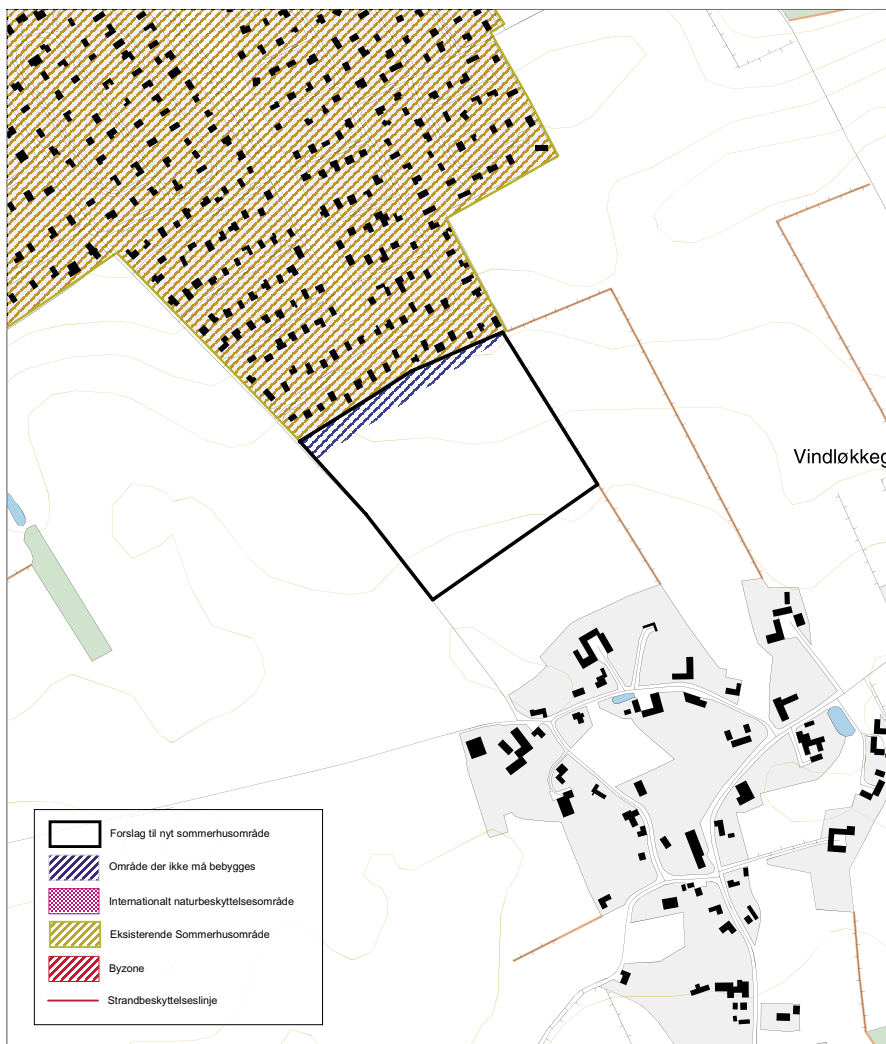 Vindløkkeg
Forslag til nyt sommerhusområde
Område der ikke må bebygges
Internationalt naturbeskyttelsesområde
Eksisterende Sommerhusområde
Byzone
Strandbeskyttelseslinje